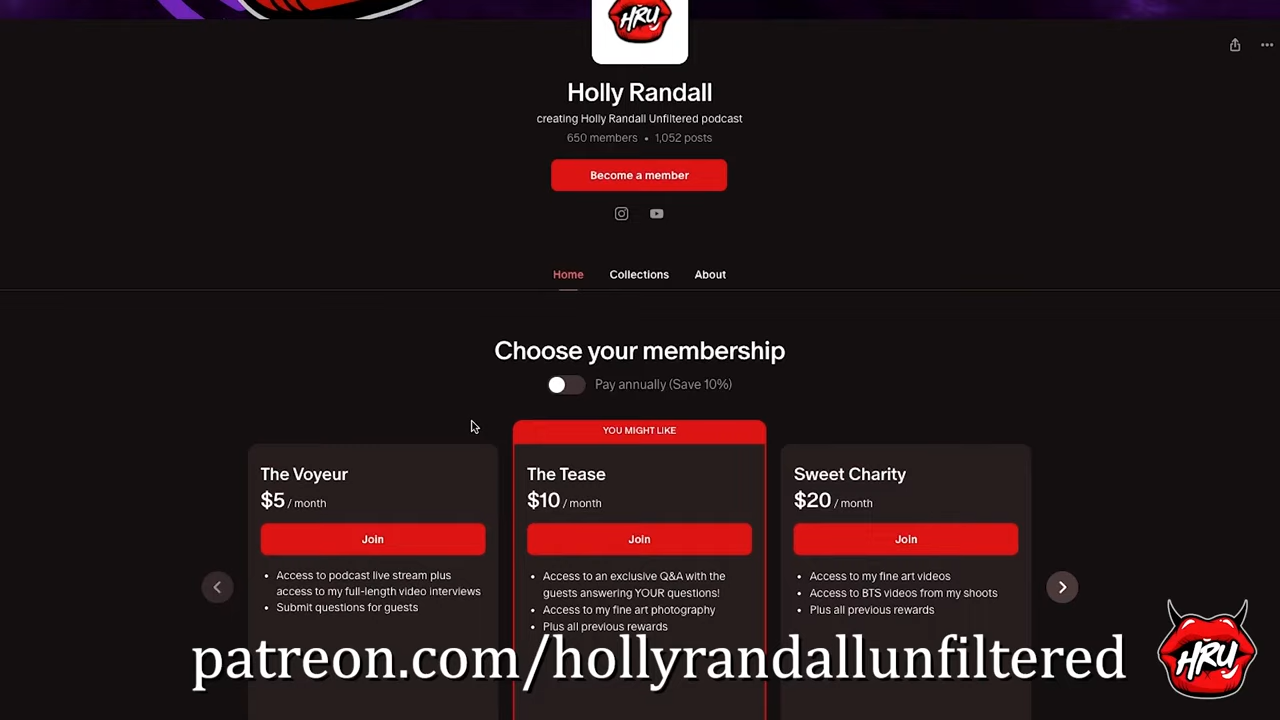 HRU
Holly Randall
creating Holly Randall Unfiltered podcast
650 members • 1,052 posts
Become a member
Home Collections About
Choose your membership
Pay annually (Save 10%)
YOU MIGHT LIKE
The Voyeur
$5 / month
Join
• Access to podcast live stream plus
access to my full-length video interviews
• Submit questions for guests
The Tease
$10 / month
Join
• Access to an exclusive Q&A with the
guests answering YOUR questions!
• Access to my fine art photography
• Plus all previous rewards
Sweet Charity
$20 / month
Join
• Access to my fine art videos
• Access to BTS videos from my shoots
• Plus all previous rewards
patreon.com/hollyrandallunfiltered
HRU